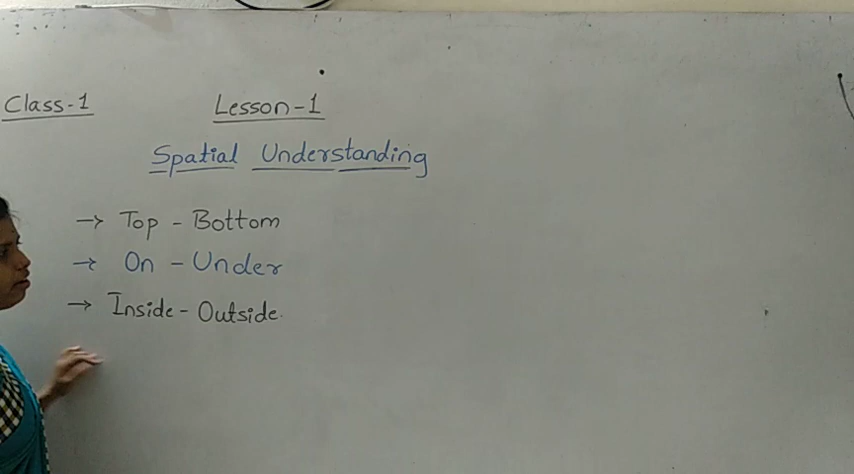 Class-1
Lesson-1
Spatial Understanding
→ Top - Bottom
→ On - Under
→ Inside - Outside.